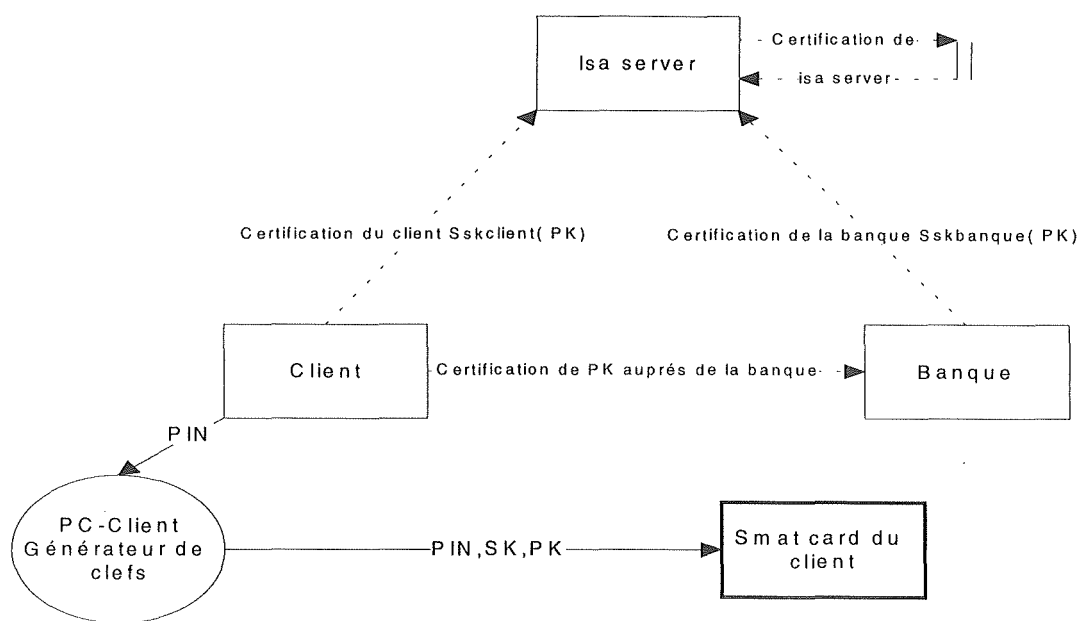 Isa server
Certification de
isa server
Certification du client Sskclient( PK)
Certification de la banque Sskbanque( PK)
Client
Certification de PK auprés de la banque
Banque
PIN
PC-Client
Générateur de
clefs
PIN,SK,PK
Smat card du
client